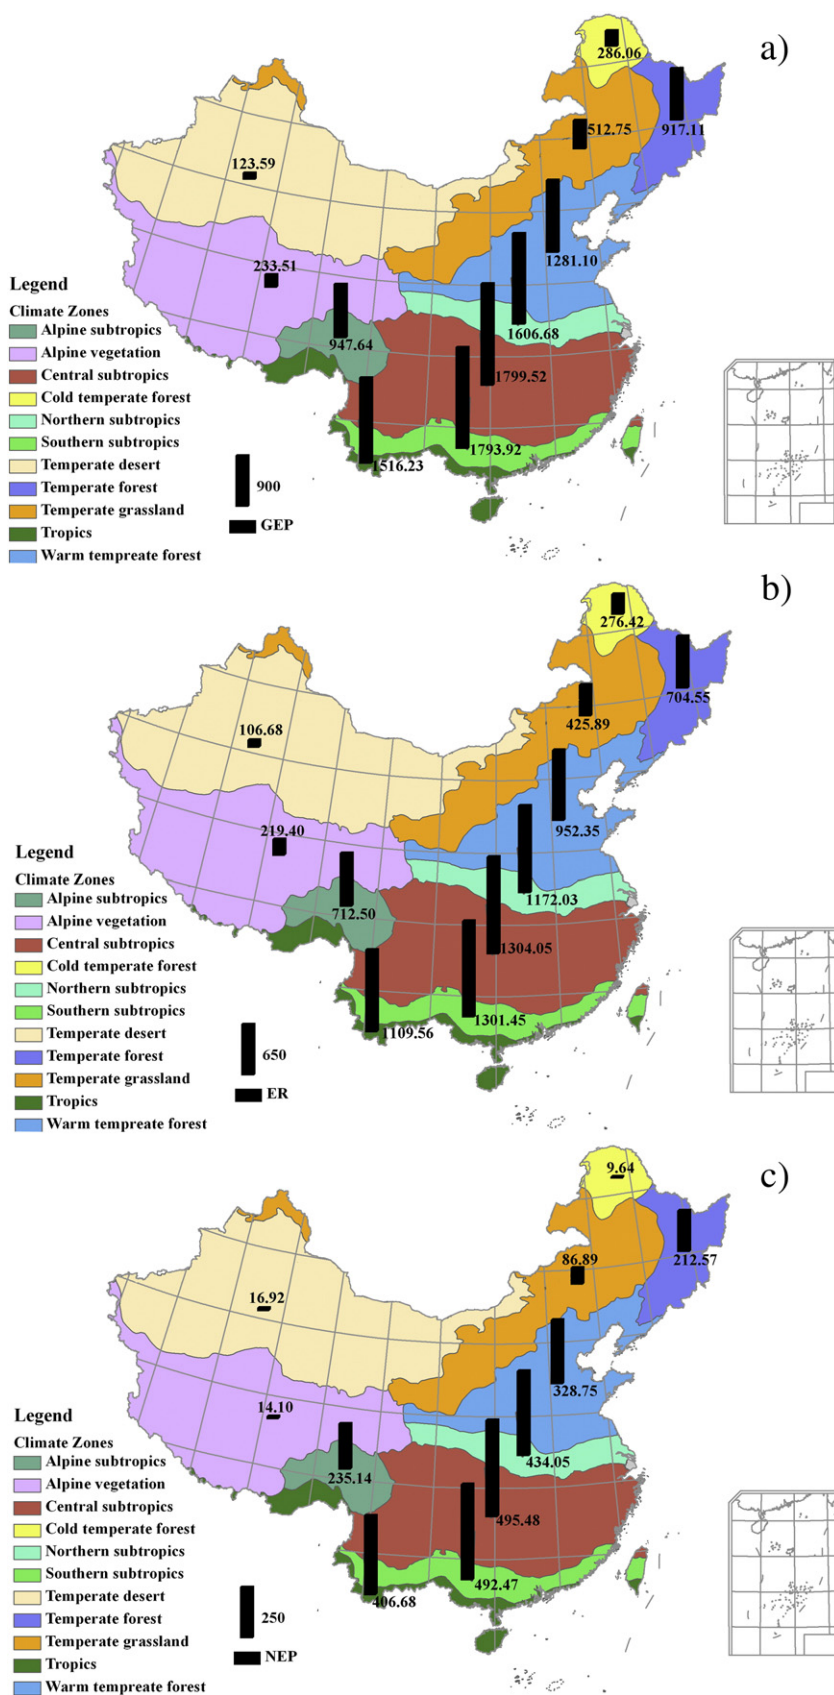 a)
286.06
917.11
512.75
123.59
1281.10
233.51
1606.68
947.64
1799.52
1793.92
1516.23
Legend
Climate Zones
Alpine subtropics
Alpine vegetation
Central subtropics
Cold temperate forest
Northern subtropics
Southern subtropics
Temperate desert
Temperate forest
Temperate grassland
Tropics
Warm tempreate forest
900
GEP
b)
276.42
704.55
425.89
106.68
952.35
219.40
1172.03
712.50
1304.05
1301.45
1109.56
Legend
Climate Zones
Alpine subtropics
Alpine vegetation
Central subtropics
Cold temperate forest
Northern subtropics
Southern subtropics
Temperate desert
Temperate forest
Temperate grassland
Tropics
Warm tempreate forest
650
ER
c)
9.64
212.57
86.89
16.92
328.75
14.10
434.05
235.14
495.48
492.47
406.68
Legend
Climate Zones
Alpine subtropics
Alpine vegetation
Central subtropics
Cold temperate forest
Northern subtropics
Southern subtropics
Temperate desert
Temperate forest
Temperate grassland
Tropics
Warm tempreate forest
250
NEP